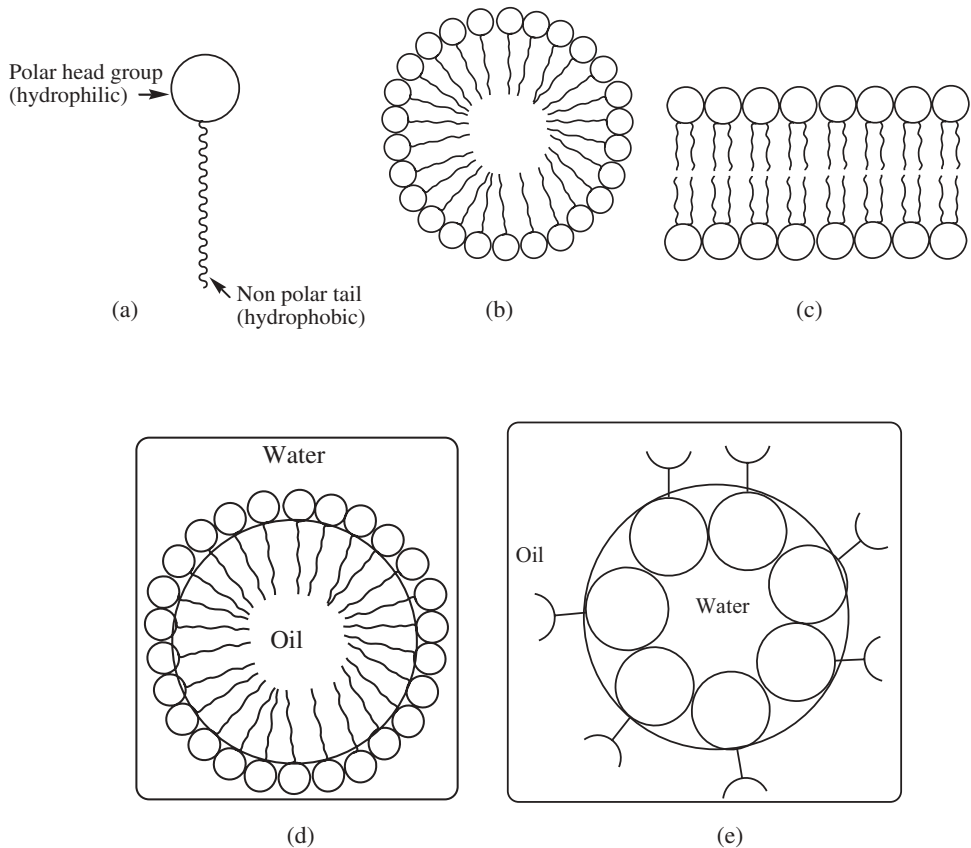 Polar head group
(hydrophilic)
Non polar tail
(hydrophobic)
(a)
(b)
(c)
Water
Oil
(d)
Oil
Water
(e)